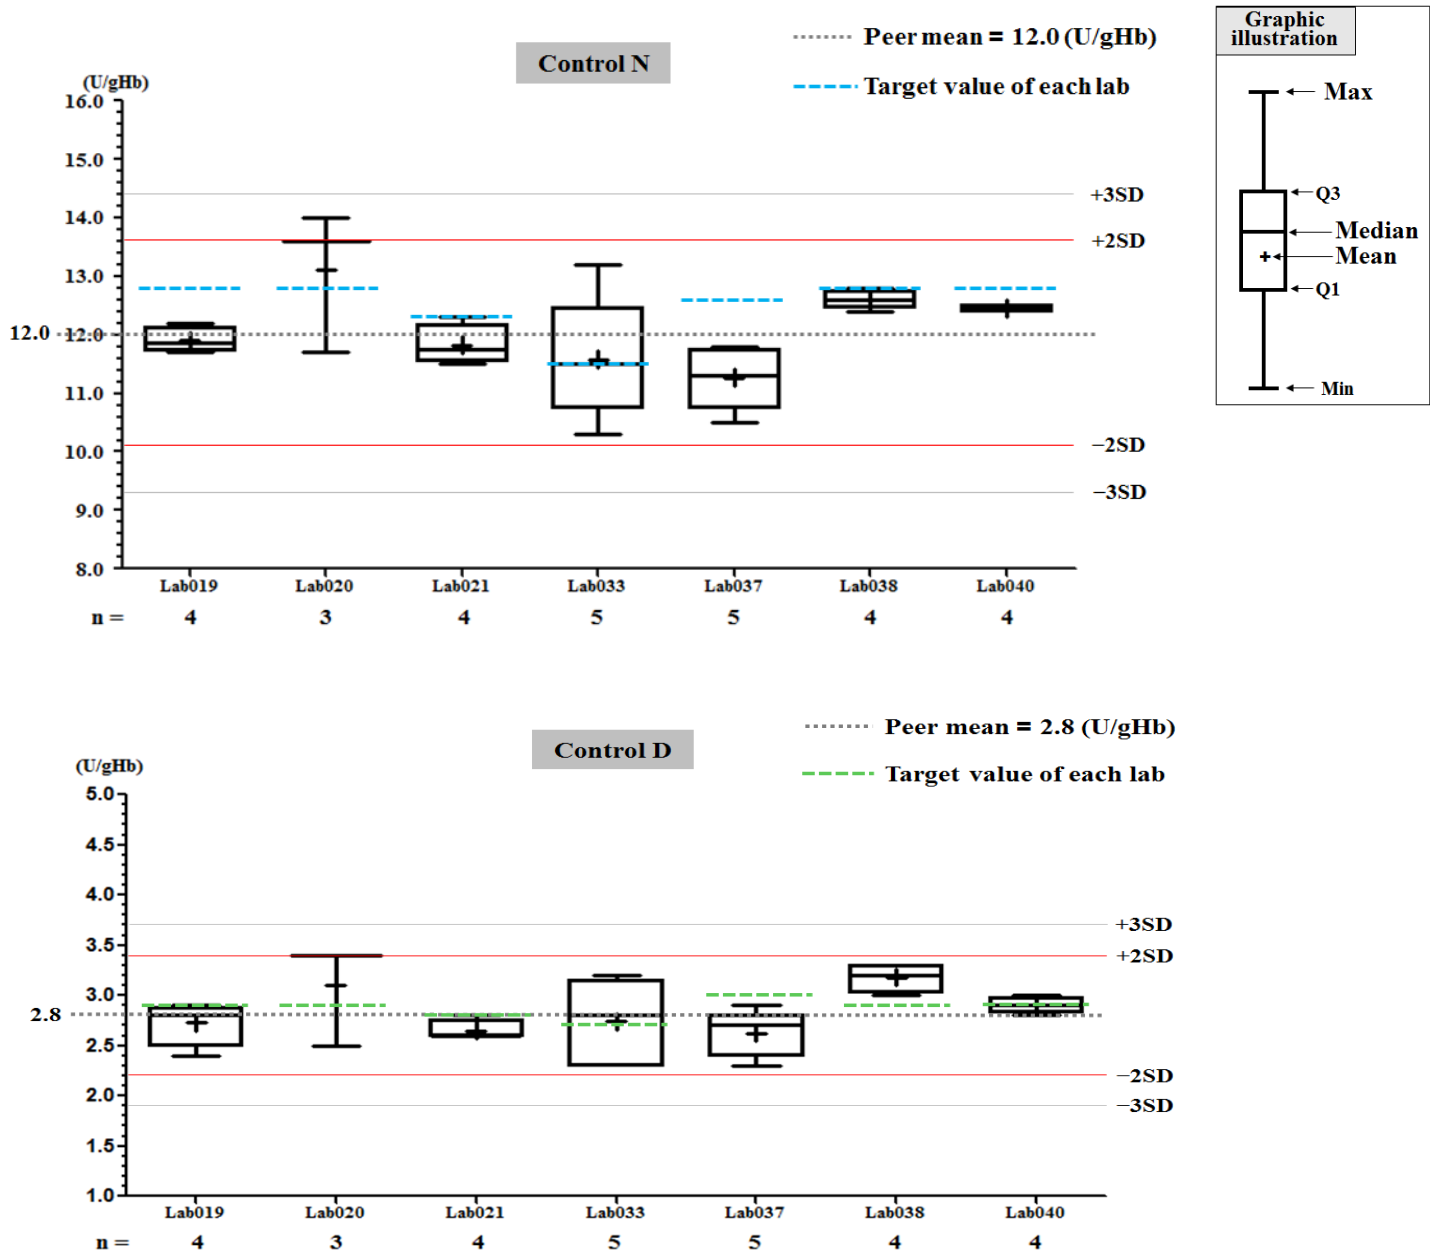 Peer mean = 12.0 (U/gHb)
Target value of each lab
Control N
(U/gHb)
16.0
15.0
14.0
13.0
12.0
12.0
11.0
10.0
9.0
8.0
+3SD
+2SD
−2SD
−3SD
Lab019 Lab020 Lab021 Lab033 Lab037 Lab038 Lab040
n = 4 3 4 5 5 4 4
Graphic
illustration
Max
Q3
Median
Mean
Q1
Min
Peer mean = 2.8 (U/gHb)
Target value of each lab
Control D
(U/gHb)
5.0
4.5
4.0
3.5
3.0
2.8
2.5
2.0
1.5
1.0
+3SD
+2SD
−2SD
−3SD
Lab019 Lab020 Lab021 Lab033 Lab037 Lab038 Lab040
n = 4 3 4 5 5 4 4